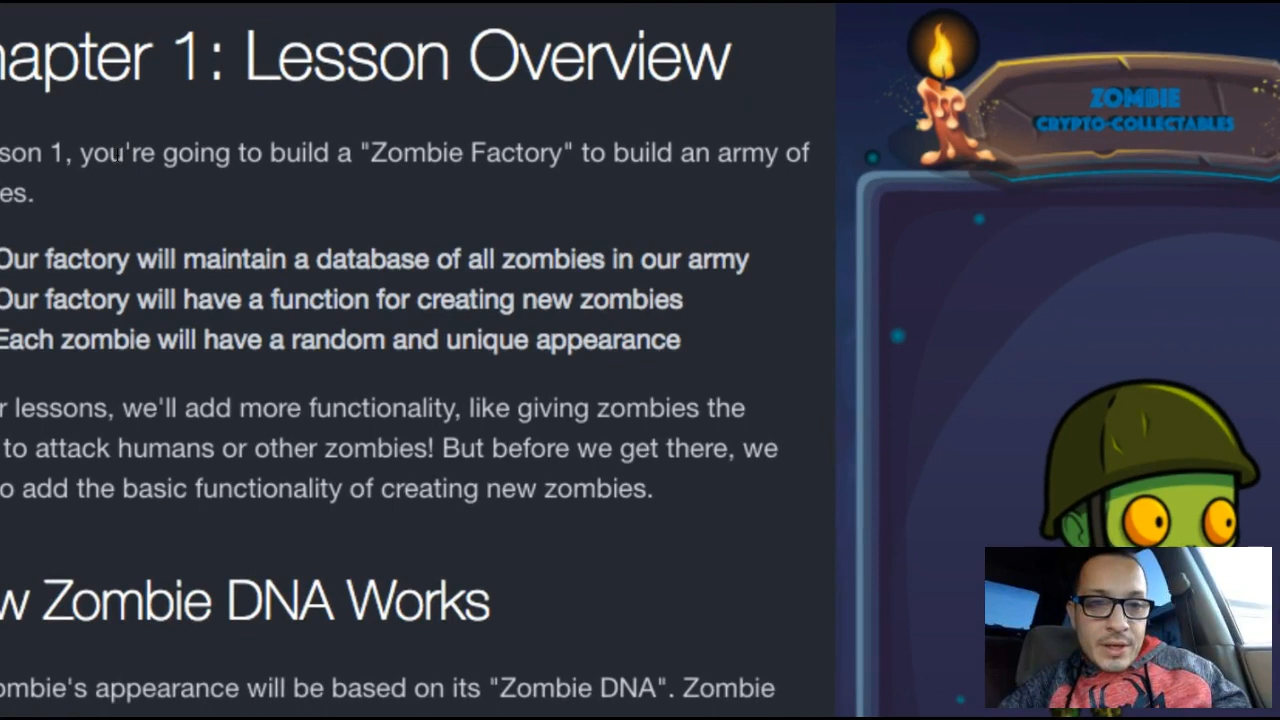 hapter 1: Lesson Overview
son 1, you're going to build a "Zombie Factory" to build an army of
es.
Our factory will maintain a database of all zombies in our army
Our factory will have a function for creating new zombies
Each zombie will have a random and unique appearance
r lessons, we'll add more functionality, like giving zombies the
to attack humans or other zombies! But before we get there, we
o add the basic functionality of creating new zombies.
w Zombie DNA Works
ombie's appearance will be based on its "Zombie DNA". Zombie
ZOMBIE
CRYPTO-COLLECTABLES